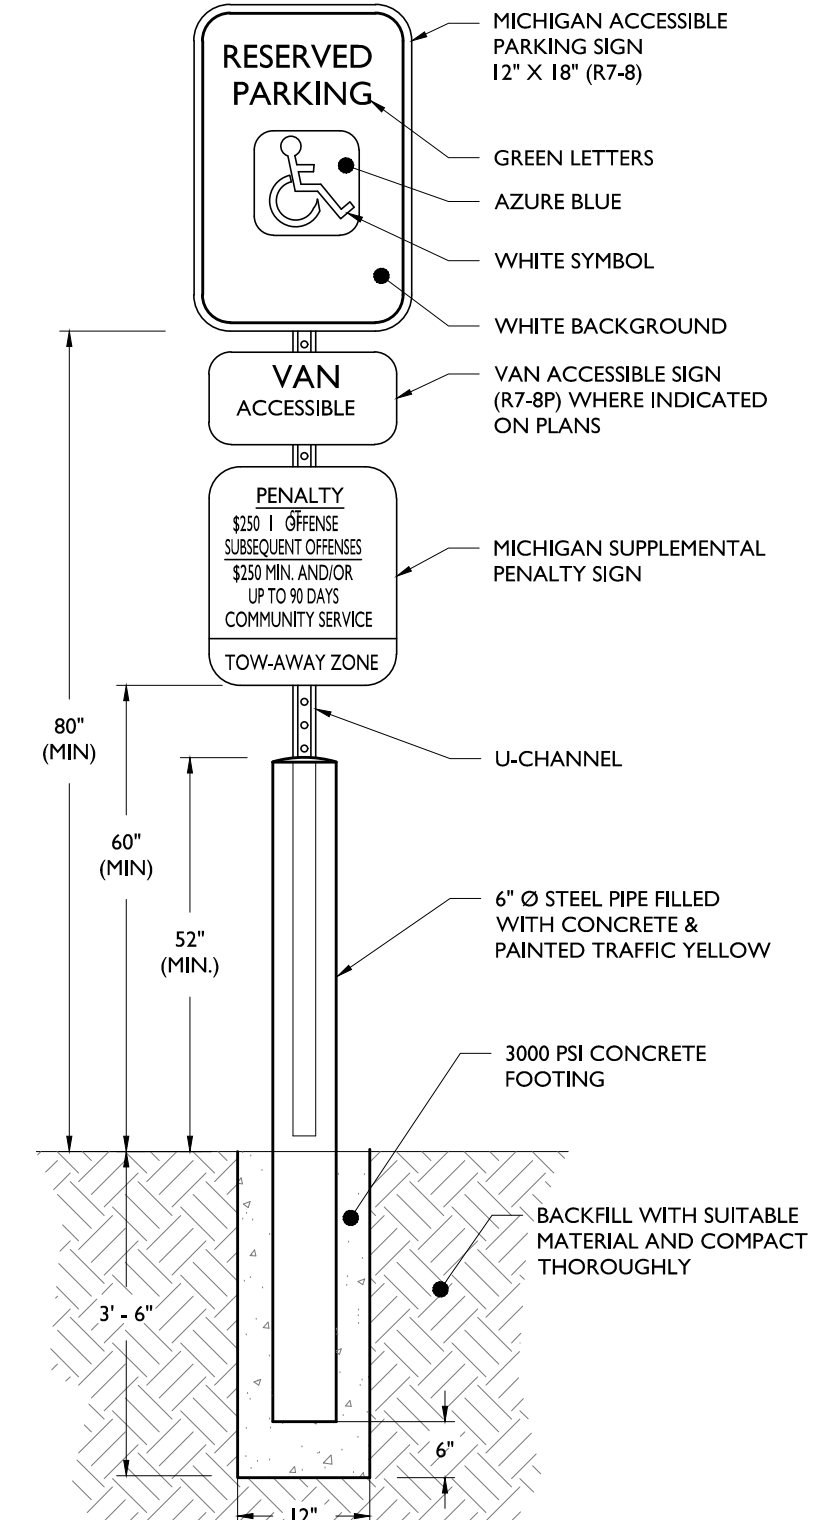 RESERVED
PARKING
MICHIGAN ACCESSIBLE
PARKING SIGN
12" X 18" (R7-8)
GREEN LETTERS
AZURE BLUE
WHITE SYMBOL
WHITE BACKGROUND
VAN
ACCESSIBLE
VAN ACCESSIBLE SIGN
(R7-8P) WHERE INDICATED
ON PLANS
PENALTY
$250 1ST OFFENSE
SUBSEQUENT OFFENSES
$250 MIN. AND/OR
UP TO 90 DAYS
COMMUNITY SERVICE
TOW-AWAY ZONE
MICHIGAN SUPPLEMENTAL
PENALTY SIGN
80"
(MIN)
U-CHANNEL
60"
(MIN)
52"
(MIN.)
6" Ø STEEL PIPE FILLED
WITH CONCRETE &
PAINTED TRAFFIC YELLOW
3000 PSI CONCRETE
FOOTING
BACKFILL WITH SUITABLE
MATERIAL AND COMPACT
THOROUGHLY
3' - 6"
6"
12"